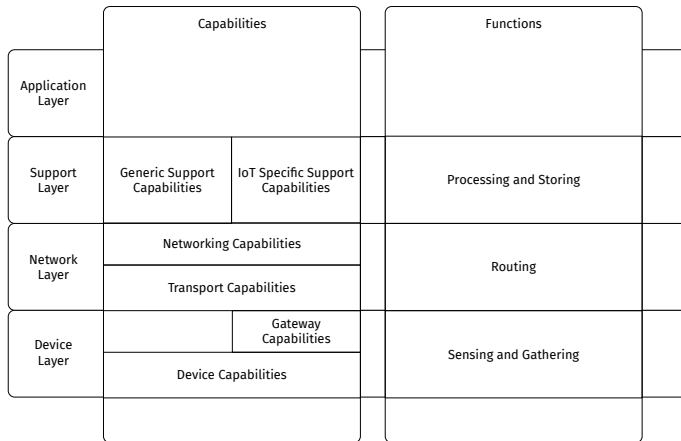 Capabilities
Functions
Application
Layer
Support
Layer
Generic Support
Capabilities
IoT Specific Support
Capabilities
Processing and Storing
Network
Layer
Networking Capabilities
Transport Capabilities
Routing
Device
Layer
Gateway
Capabilities
Device Capabilities
Sensing and Gathering